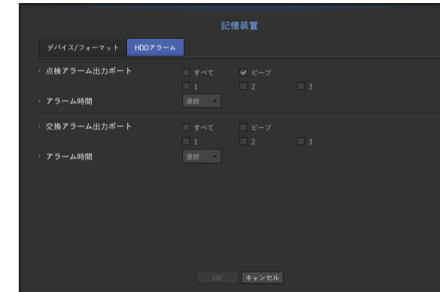 記憶装置
デバイス/フォーマット HDDアラーム
点検アラーム出力ポート すべて ビープ
1 2 3
アラーム時間 連続
交換アラーム出力ポート すべて ビープ
1 2 3
アラーム時間 連続
OK キャンセル